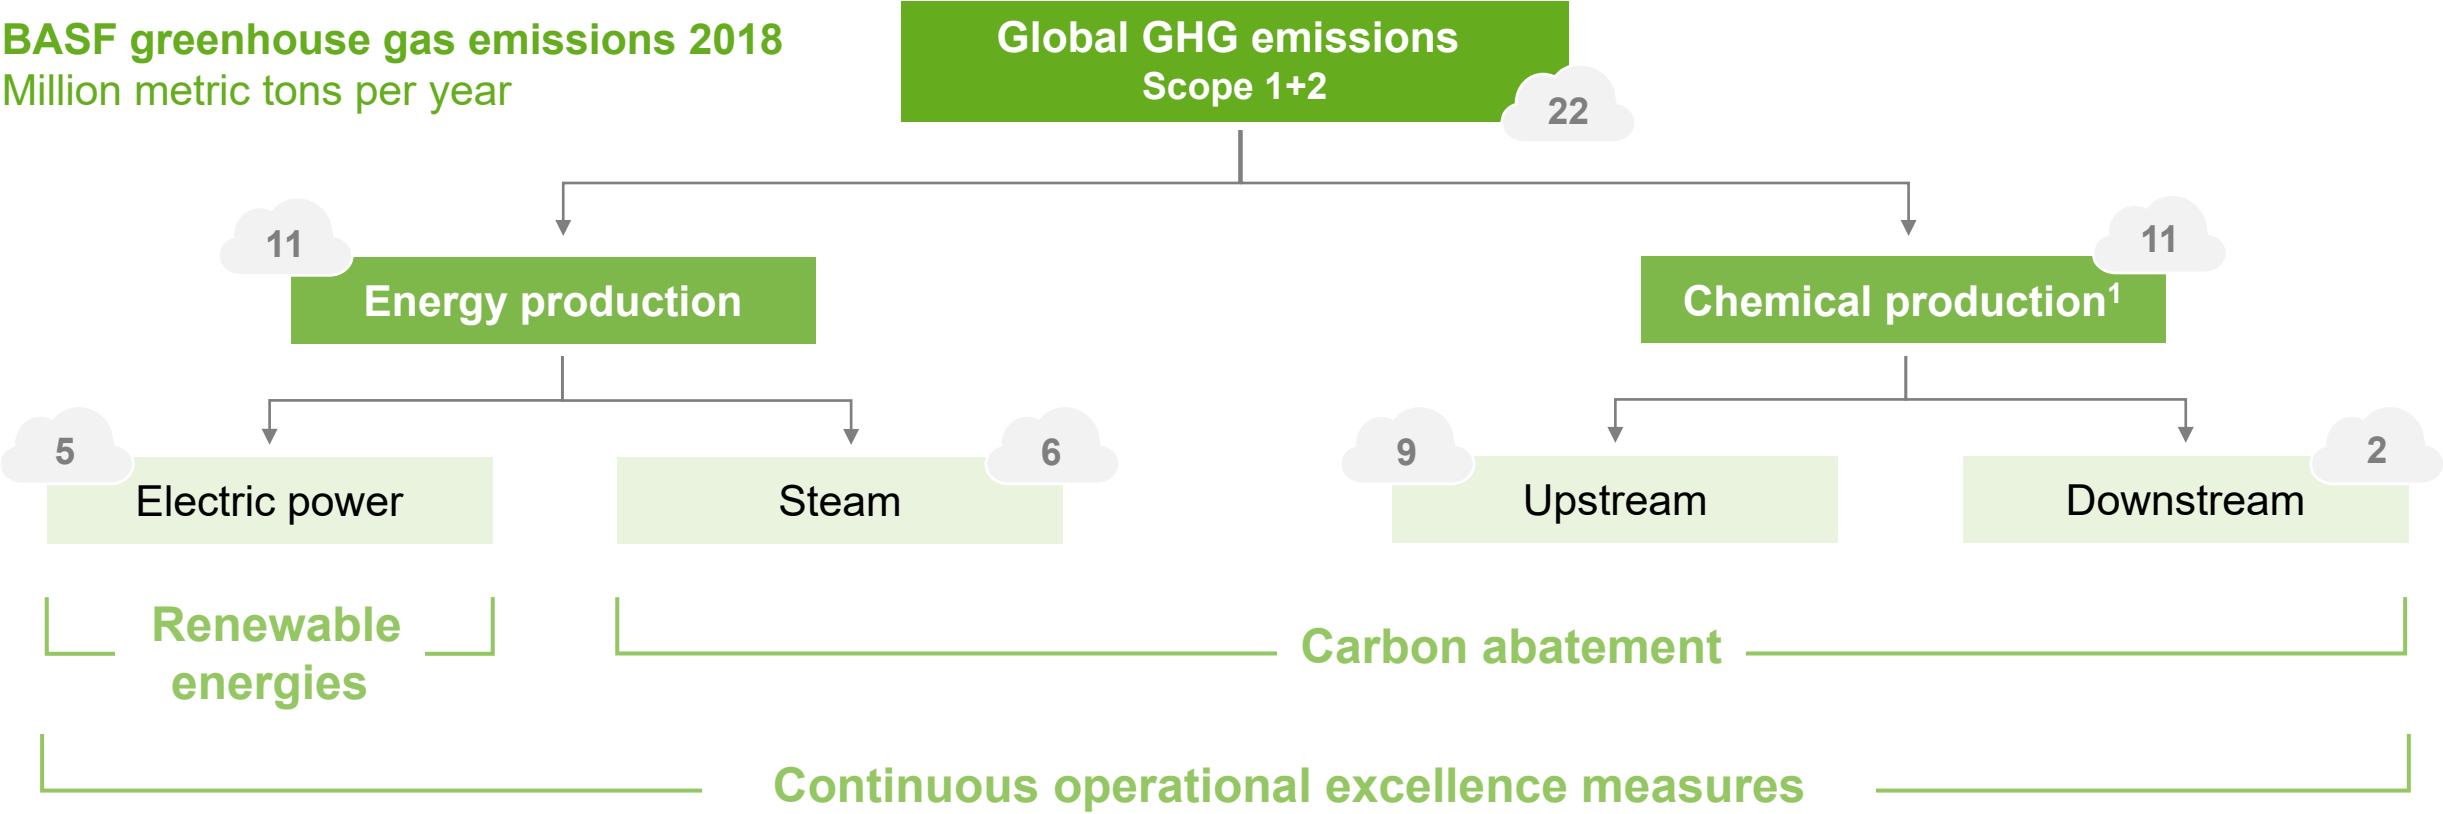 BASF greenhouse gas emissions 2018
Million metric tons per year
Global GHG emissions
Scope 1+2
22
11
Energy production
11
Chemical production¹
5
Electric power
6
Steam
9
Upstream
2
Downstream
Renewable
energies
Carbon abatement
Continuous operational excellence measures